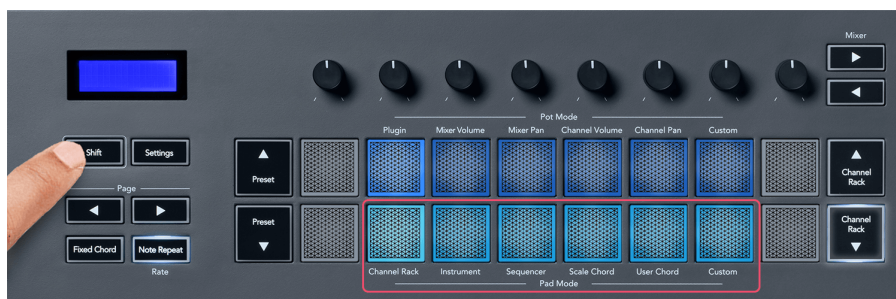 Mixer
Pot Mode
Plugin Mixer Volume Mixer Pan Channel Volume Channel Pan Custom
Shift Settings
Preset
Channel
Rack
Page
Preset
Channel
Rack
Fixed Chord Note Repeat
Rate
Channel Rack Instrument Sequencer Scale Chord User Chord Custom
Pad Mode